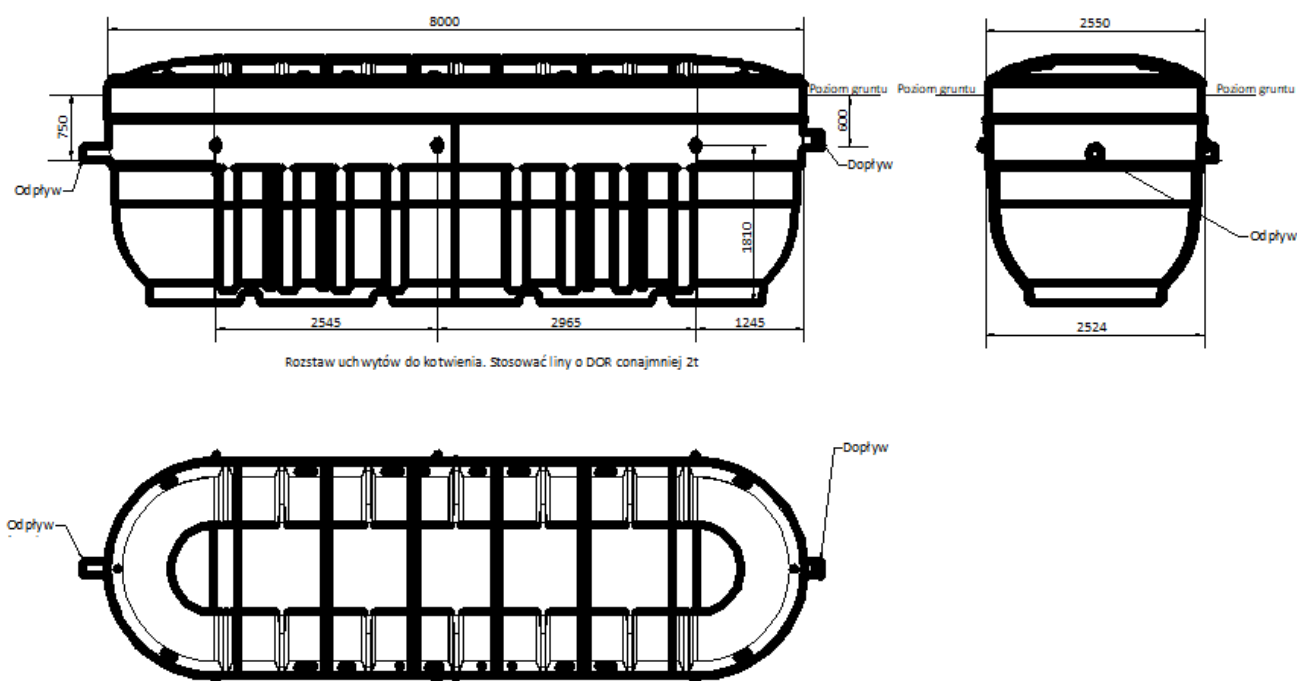 8000
2550
Poziom gruntu
Poziom gruntu
Poziom gruntu
750
600
Dopływ
Odpływ
1810
Odpływ
2545
2965
1245
2524
Rozstaw uchwytów do kotwienia. Stosować liny o DOR conajmniej 2t
Dopływ
Odpływ